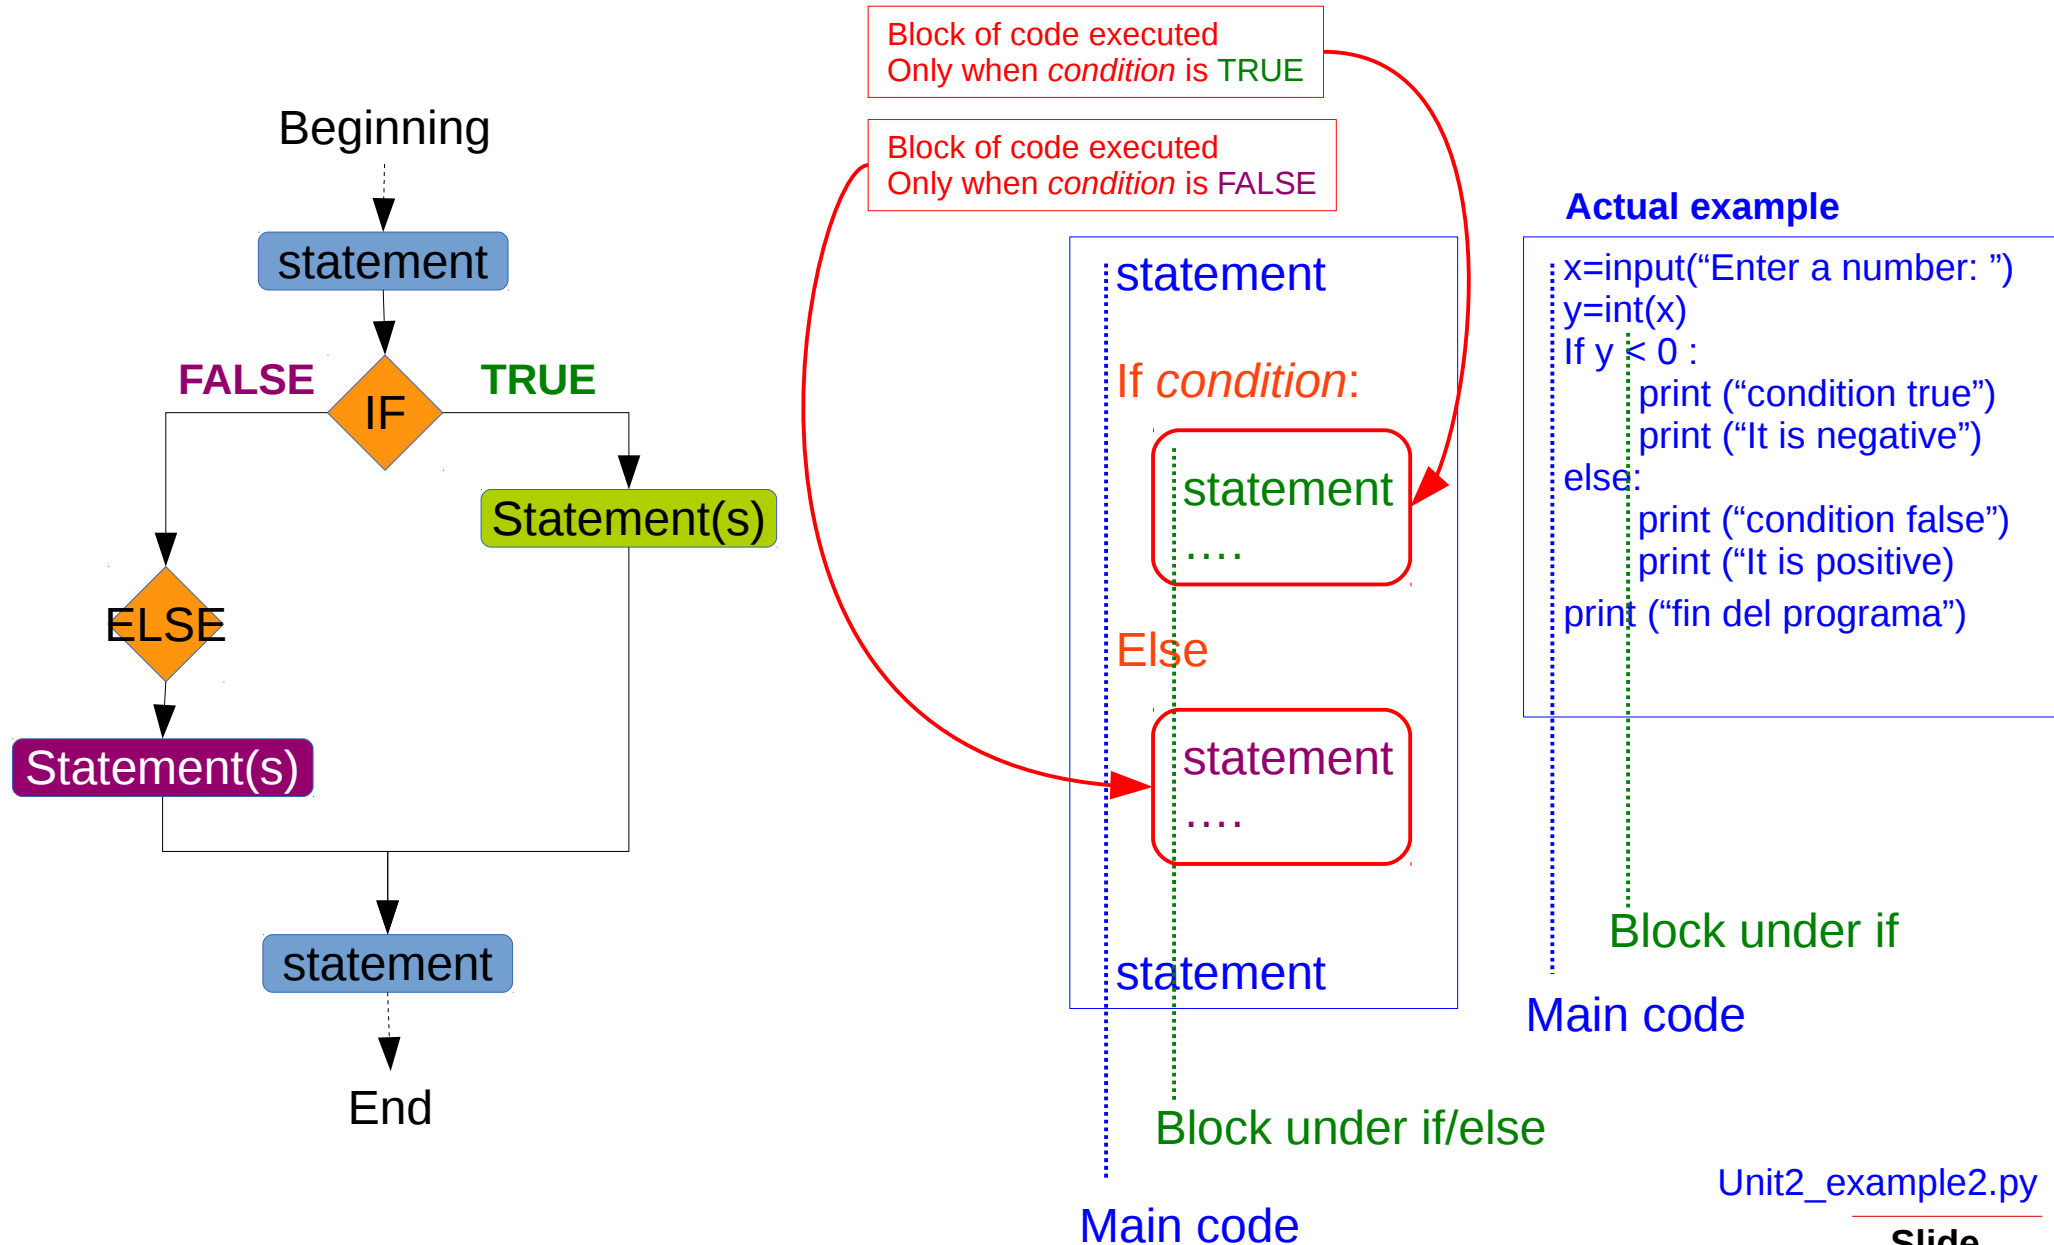 Beginning
statement
FALSE
TRUE
IF
Statement(s)
ELSE
Statement(s)
statement
End
Block of code executed
Only when condition is TRUE
Block of code executed
Only when condition is FALSE
statement
If condition:
statement
....
Else
statement
....
statement
Block under if/else
Main code
Actual example
x=input(“Enter a number: ”)
y=int(x)
If y < 0 :
print (“condition true”)
print (“It is negative”)
else:
print (“condition false”)
print (“It is positive)
print (“fin del programa”)
Block under if
Main code
Unit2_example2.py
Slide